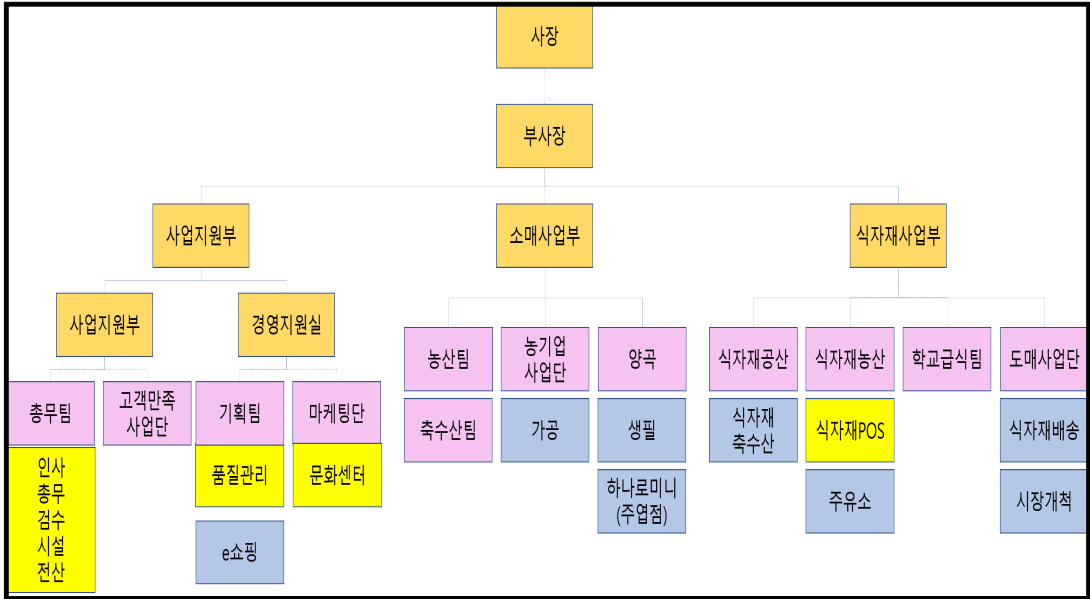 사장
부사장
사업지원부
소매사업부
식자재사업부
사업지원부
경영지원실
총무팀
고객만족
사업단
기획팀
마케팅단
인사
총무
검수
시설
전산
품질관리
문화센터
e쇼핑
농산팀
농기업
사업단
양곡
축수산팀
가공
생필
하나로미니
(주엽점)
식자재공산
식자재농산
학교급식팀
도매사업단
식자재
축수산
식자재POS
식자재배송
주유소
시장개척